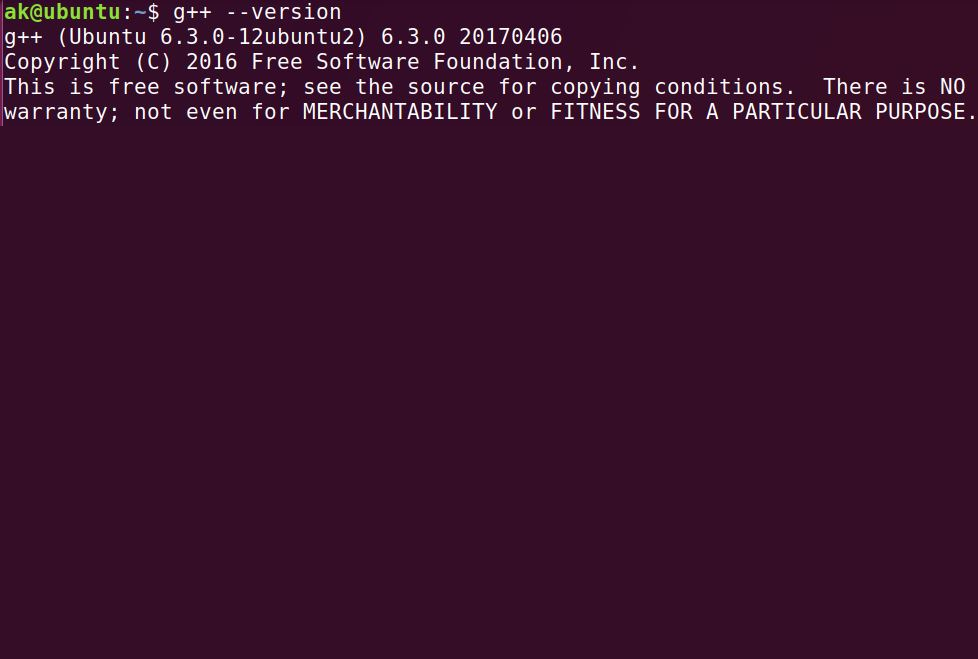 ak@ubuntu:~$ g++ --version
g++ (Ubuntu 6.3.0-12ubuntu2) 6.3.0 20170406
Copyright (C) 2016 Free Software Foundation, Inc.
This is free software; see the source for copying conditions.  There is NO
warranty; not even for MERCHANTABILITY or FITNESS FOR A PARTICULAR PURPOSE.